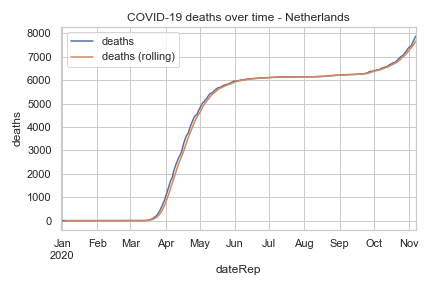 COVID-19 deaths over time - Netherlands
deaths
deaths (rolling)
8000
7000
6000
5000
4000
3000
2000
1000
0
deaths
Jan Feb Mar Apr May Jun Jul Aug Sep Oct Nov
2020
dateRep